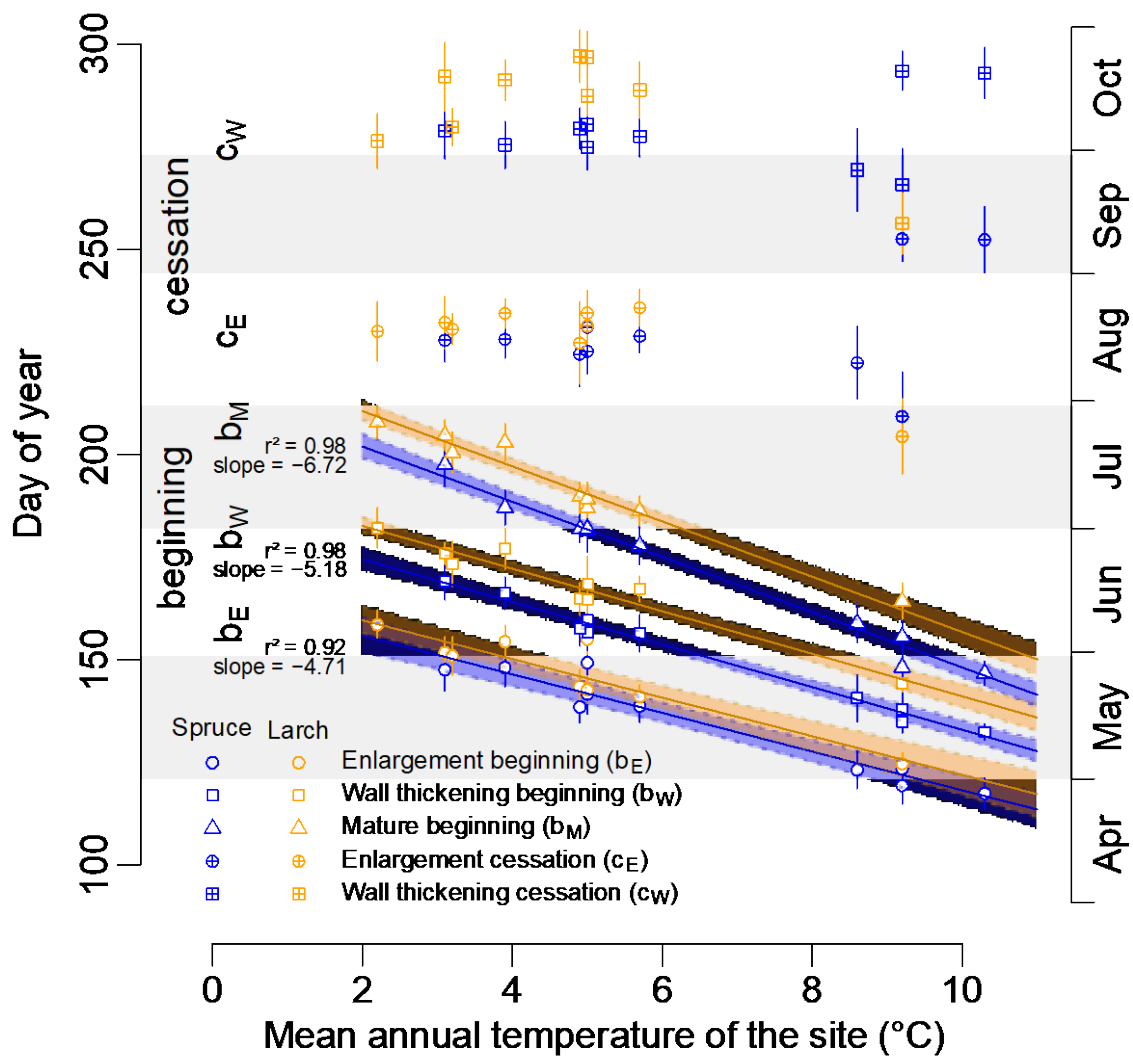 300
250
200
150
100
Day of year
cessation
beginning
cW
cE
bM
r² = 0.98
slope = −6.72
bW
r² = 0.98
slope = −5.18
bE
r² = 0.92
slope = −4.71
Oct
Sep
Aug
Jul
Jun
May
Apr
Spruce Larch
Enlargement beginning (bE)
Wall thickening beginning (bW)
Mature beginning (bM)
Enlargement cessation (cE)
Wall thickening cessation (cW)
0 2 4 6 8 10
Mean annual temperature of the site (°C)